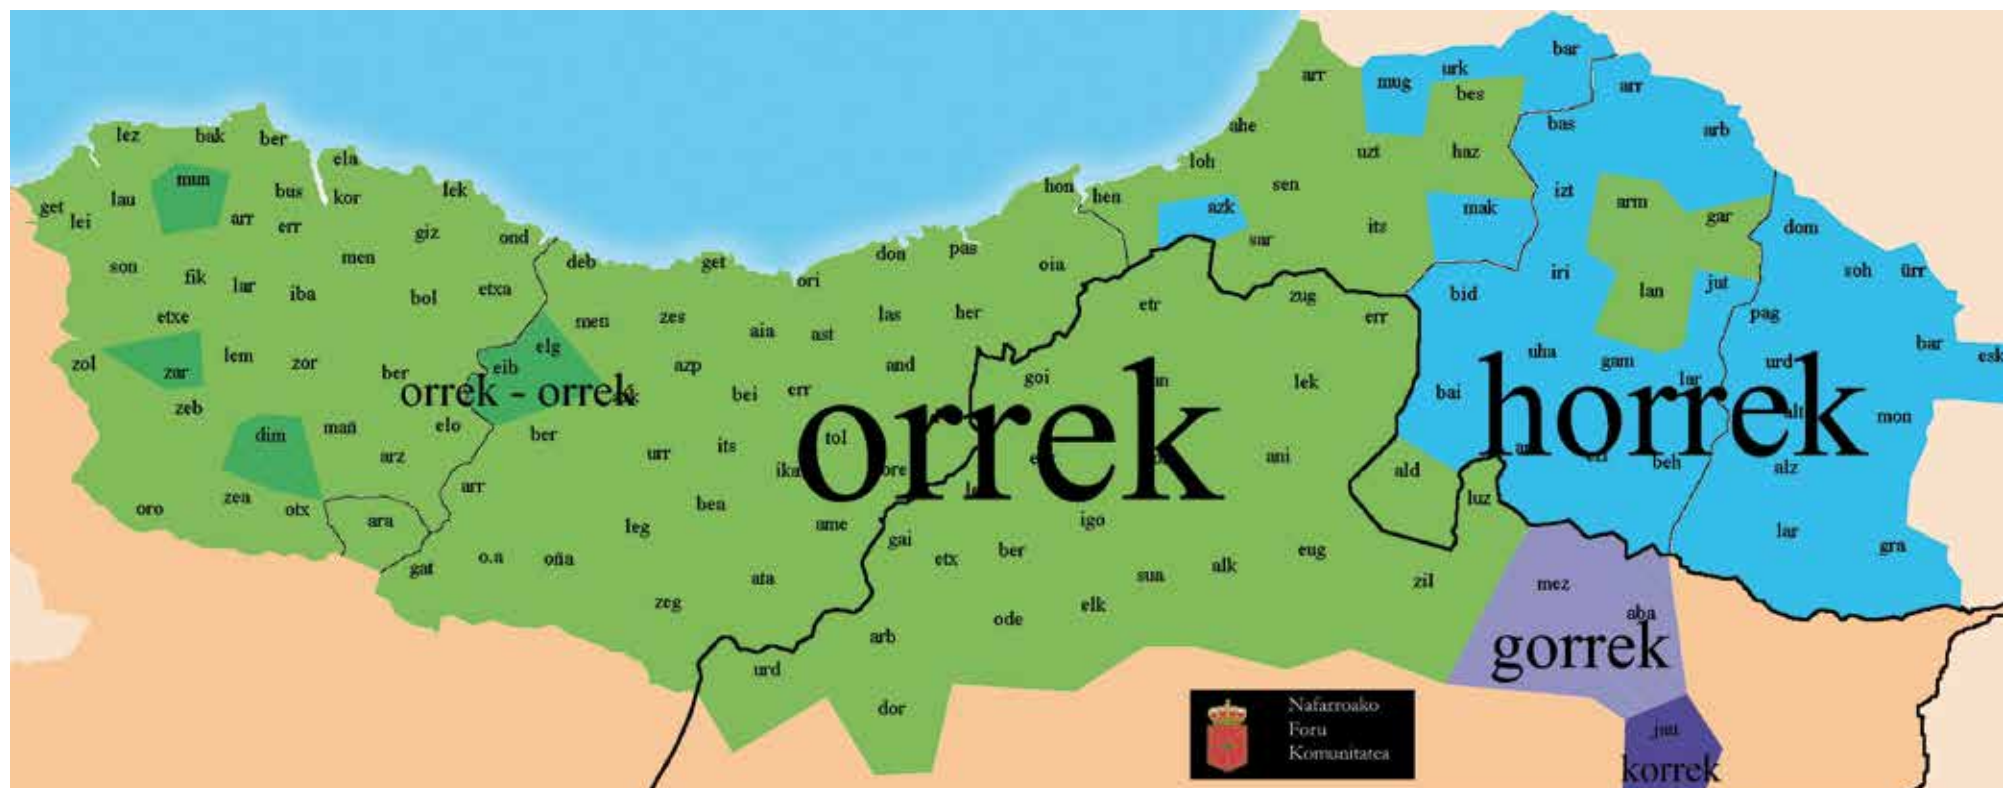 bar
mug
urk
arr
arr
bes
lez
bak
ber
ahe
bas
arb
ela
loh
uzt
haz
mun
bus
kor
lek
hon
hen
sen
izt
lau
get
lei
arr
err
azk
mak
arm
gar
giz
ond
sar
its
dom
son
fik
lar
iba
men
deb
get
don
pas
oia
iri
soh
ürr
etxe
bol
etxa
ori
etr
zug
bid
lan
jut
men
zes
aia
ast
las
her
err
pag
zol
zar
lem
zor
ber
eib
elg
azp
and
goi
lek
uha
gam
urd
bar
esk
zeb
orrek - orrek
bei
err
orrek
bai
lar
horrek
alt
mon
dim
mañ
elo
ber
arz
urr
its
tol
ani
ald
beh
alz
oro
zea
otx
ara
arr
leg
bea
ame
igo
luz
lar
gra
gat
o.a
oña
ata
gai
etx
ber
sua
alk
eug
zil
mez
zeg
arb
ode
elk
aba
gorrek
urd
dor
Nafarroako
Foru
Komunitatea
korrek